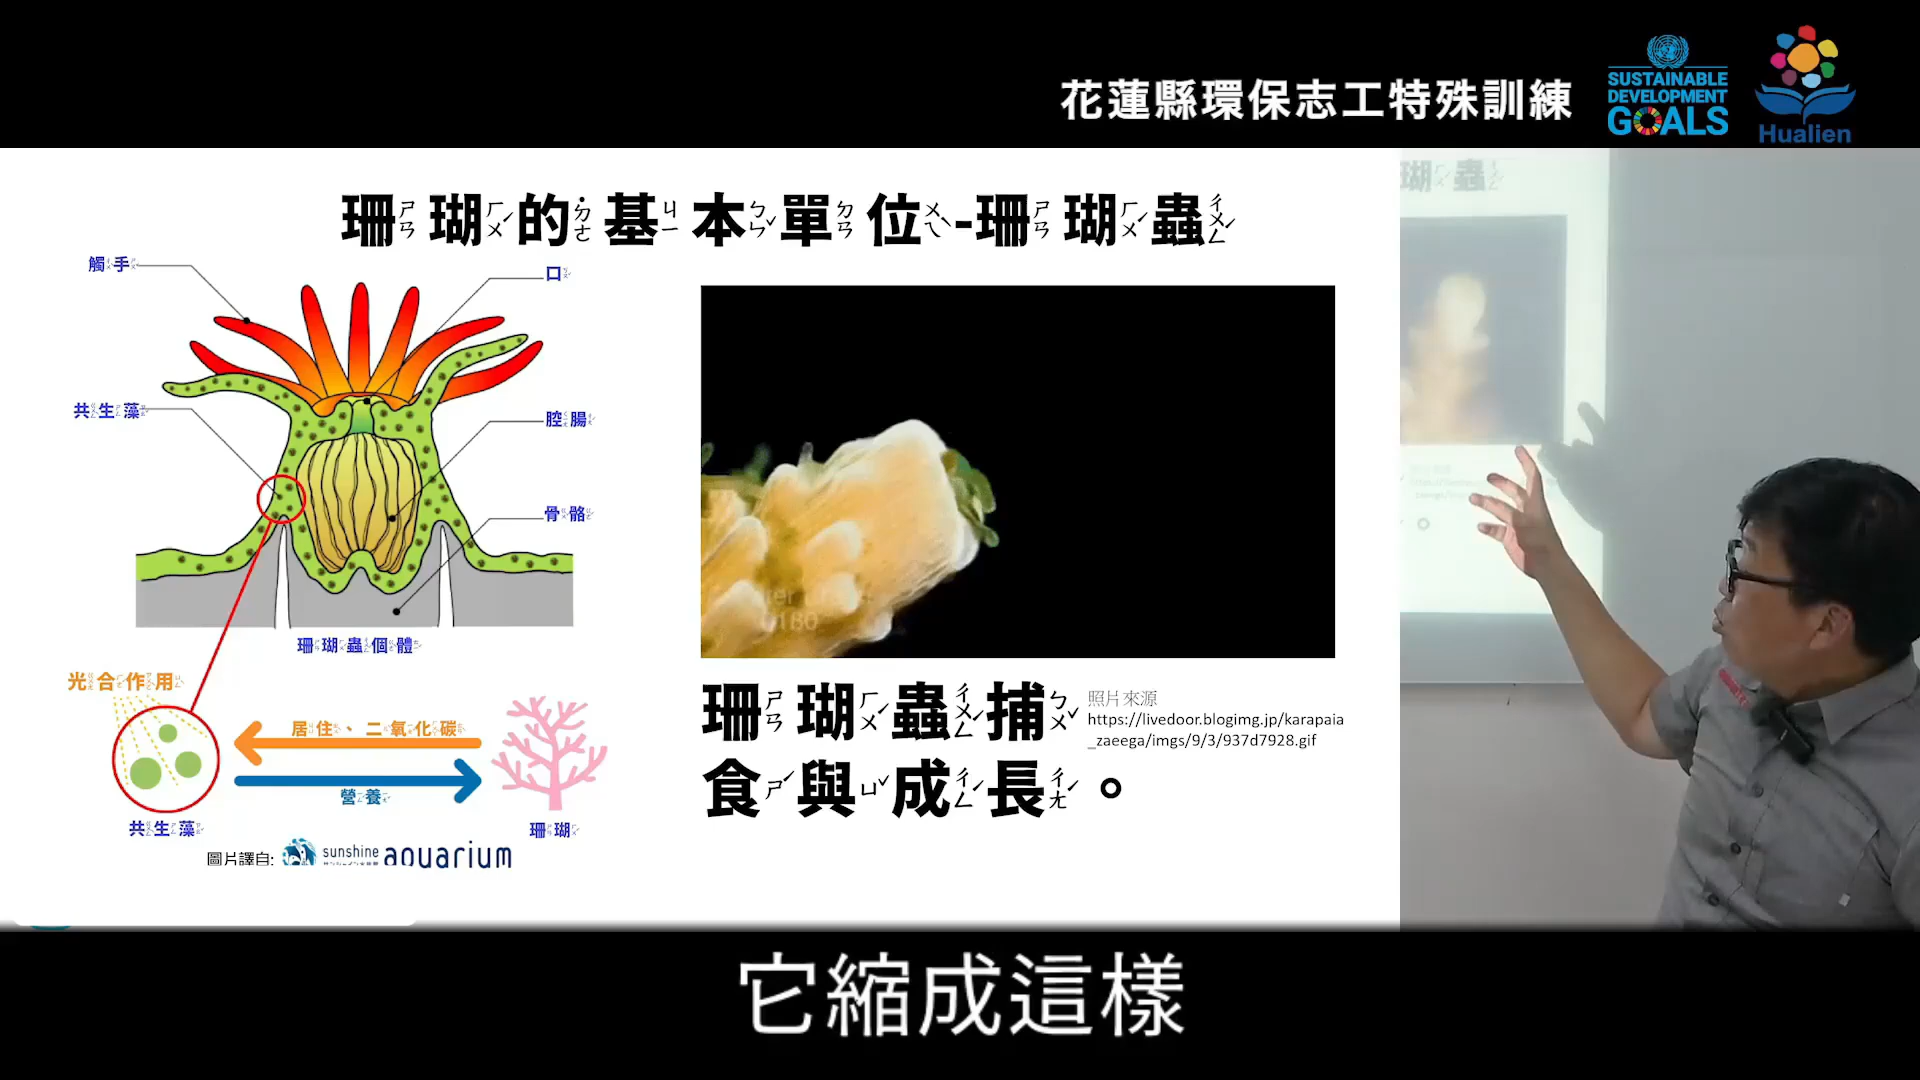 花蓮縣環保志工特殊訓練
SUSTAINABLE
DEVELOPMENT
GOALS
Hualien
珊瑚的基本單位-珊瑚蟲
觸手
口
共生藻
腔腸
骨骼
珊瑚蟲個體
光合作用
居住、二氧化碳
營養
共生藻
珊瑚
圖片譯自:
sunshine aquarium
珊瑚蟲捕
食與成長。
照片來源
https://livedoor.blogimg.jp/karapaia
_zaeega/imgs/9/3/937d7928.gif
瑚蟲
它縮成這樣